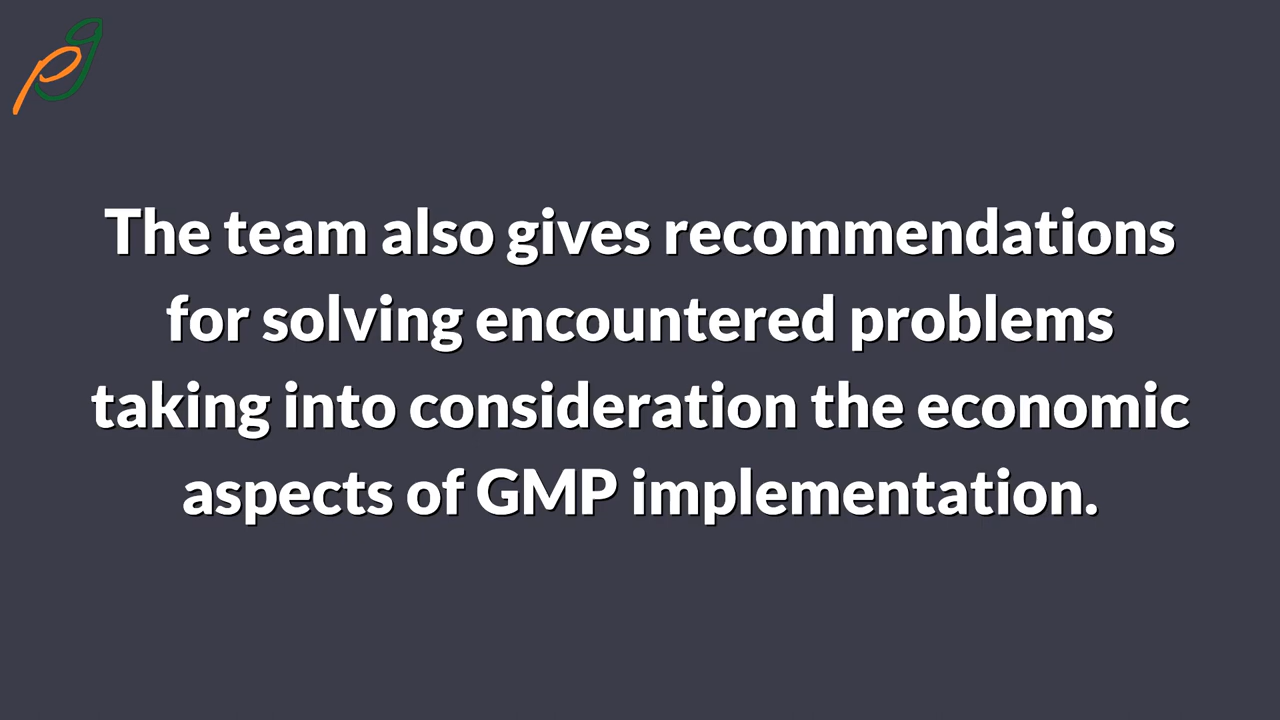 The team also gives recommendations
for solving encountered problems
taking into consideration the economic
aspects of GMP implementation.